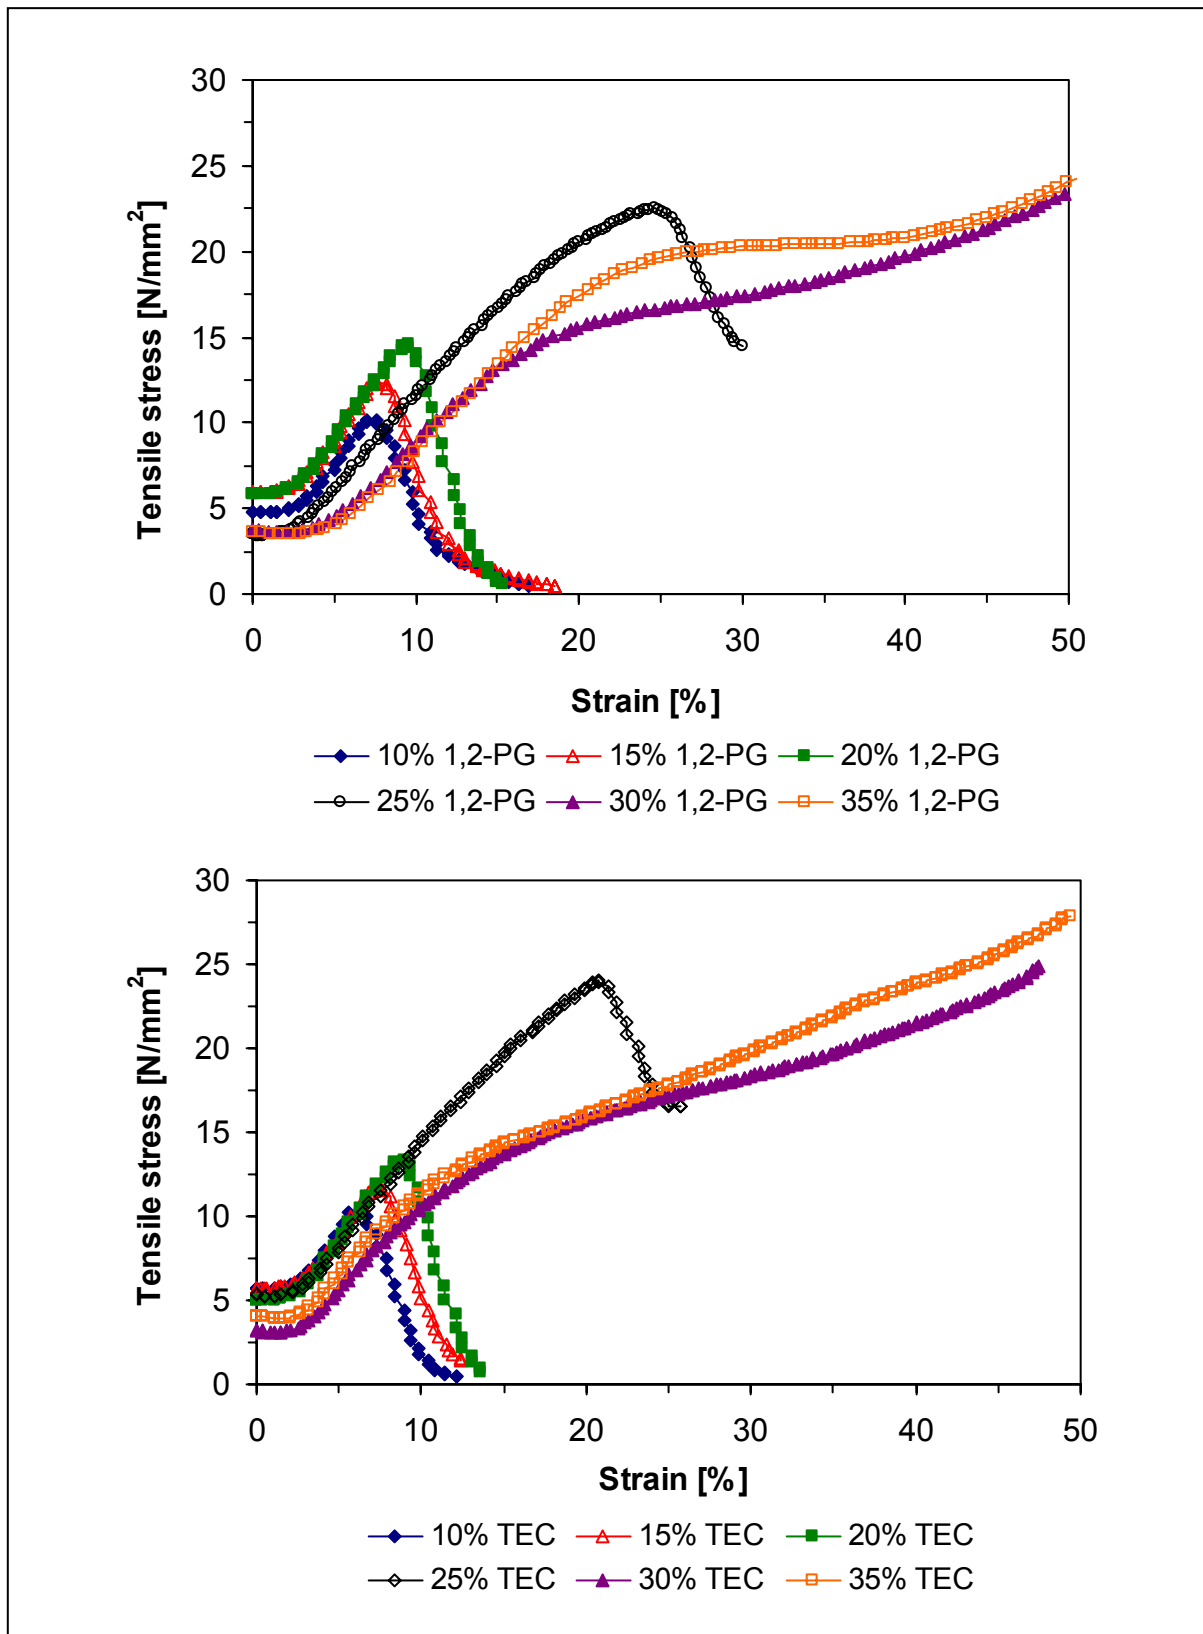 30
25
20
15
10
5
0
Tensile stress [N/mm²]
0 10 20 30 40 50
Strain [%]
10% 1,2-PG 15% 1,2-PG 20% 1,2-PG
25% 1,2-PG 30% 1,2-PG 35% 1,2-PG
30
25
20
15
10
5
0
Tensile stress [N/mm²]
0 10 20 30 40 50
Strain [%]
10% TEC 15% TEC 20% TEC
25% TEC 30% TEC 35% TEC